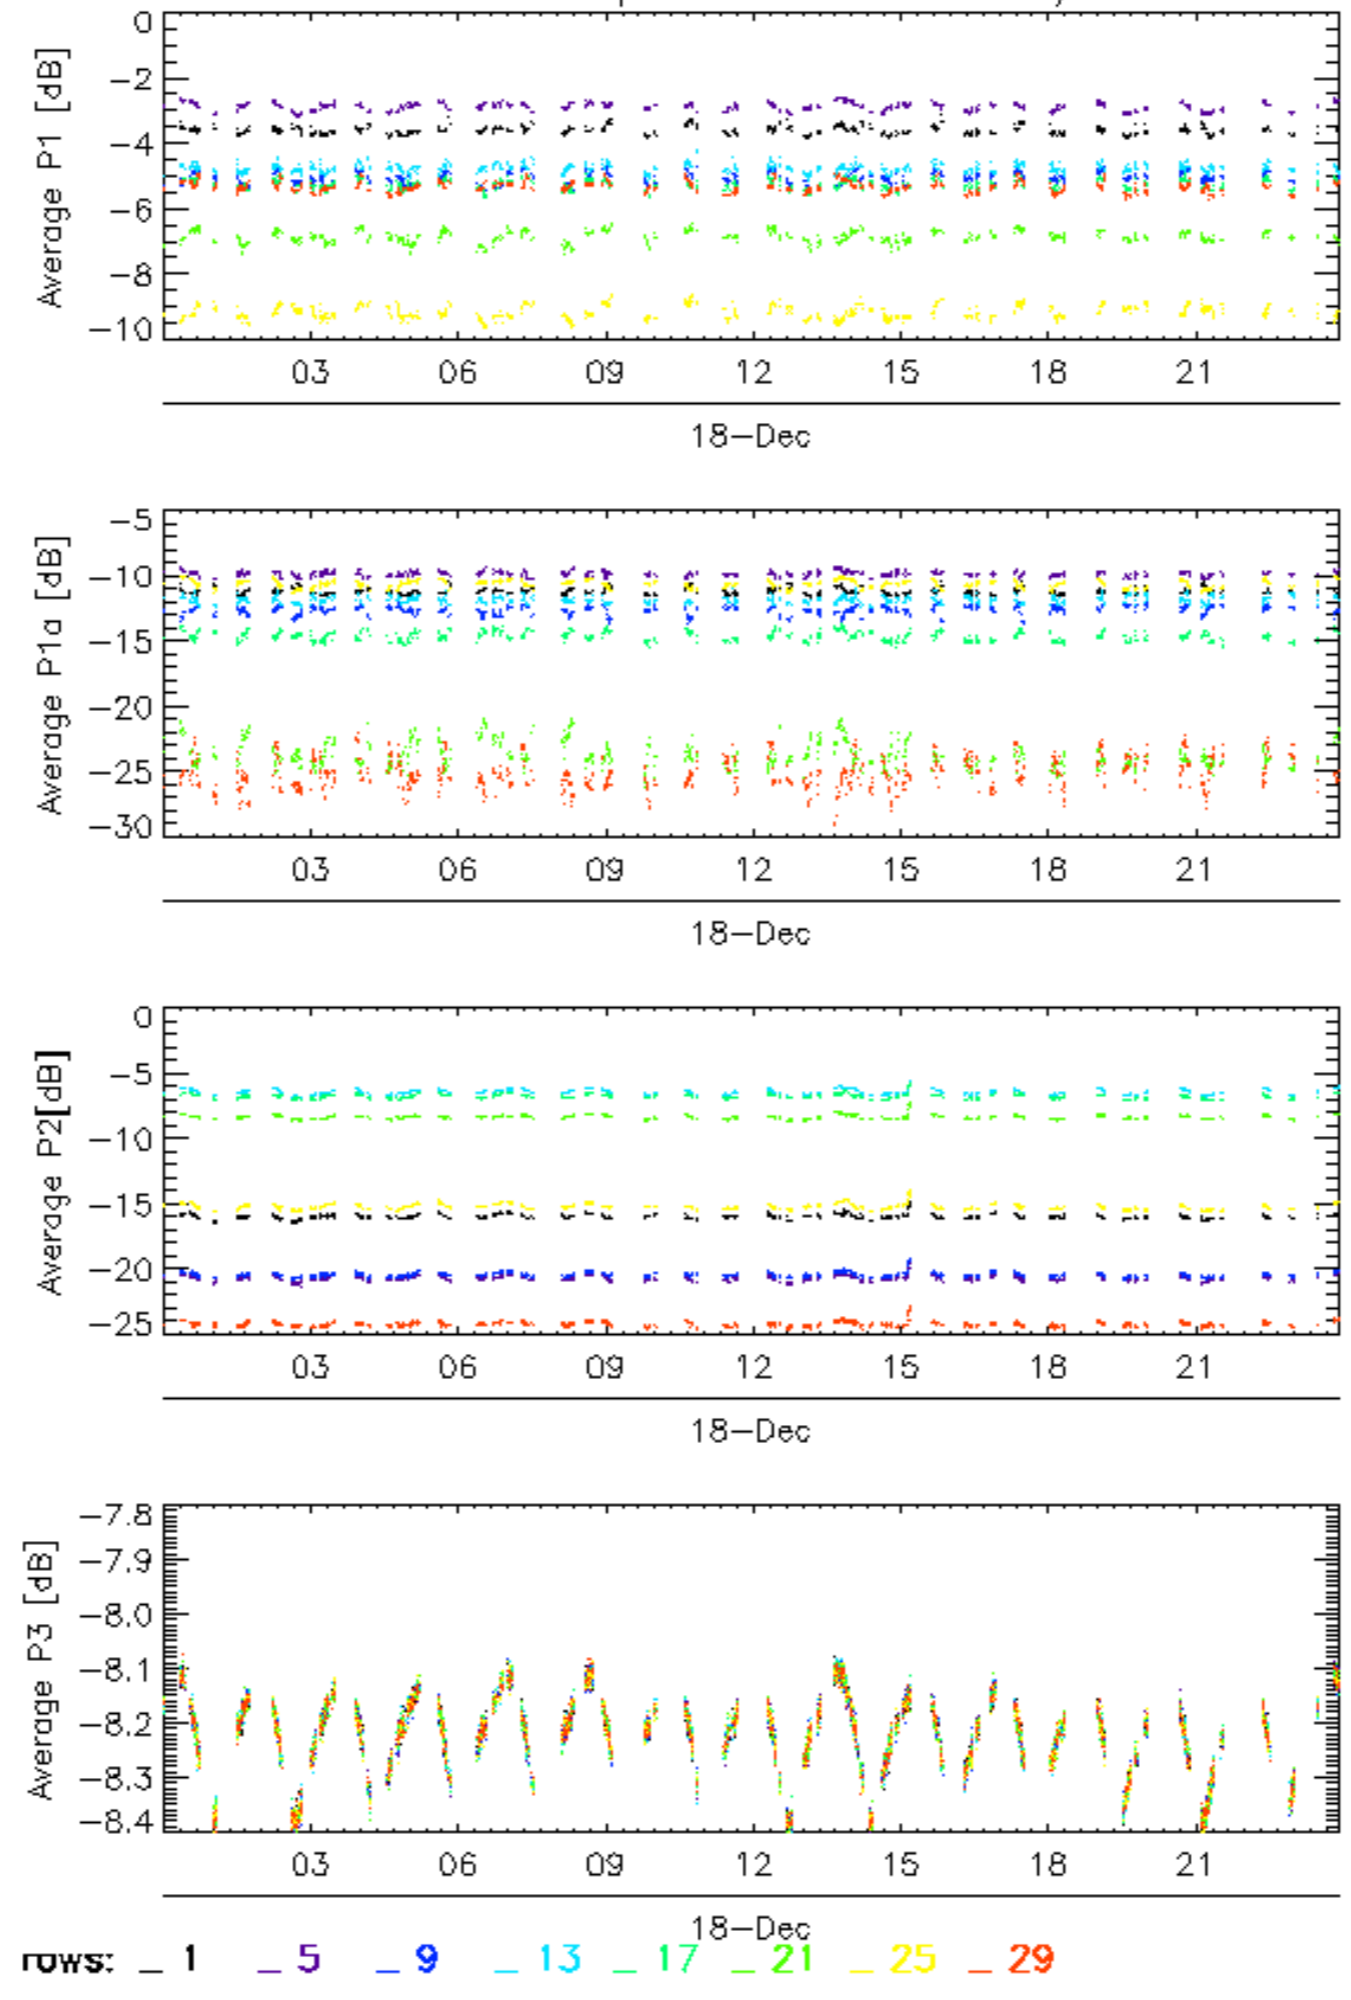 Average P1 [dB]
0
−2
−4
−6
−8
−10
03 06 09 12 15 18 21
18−Dec
Average P1a [dB]
−5
−10
−15
−20
−25
−30
03 06 09 12 15 18 21
18−Dec
Average P2[dB]
0
−5
−10
−15
−20
−25
03 06 09 12 15 18 21
18−Dec
Average P3 [dB]
−7.8
−7.9
−8.0
−8.1
−8.2
−8.3
−8.4
03 06 09 12 15 18 21
18−Dec
rows: _ 1 _ 5 _ 9 _ 13 _ 17 _ 21 _ 25 _ 29